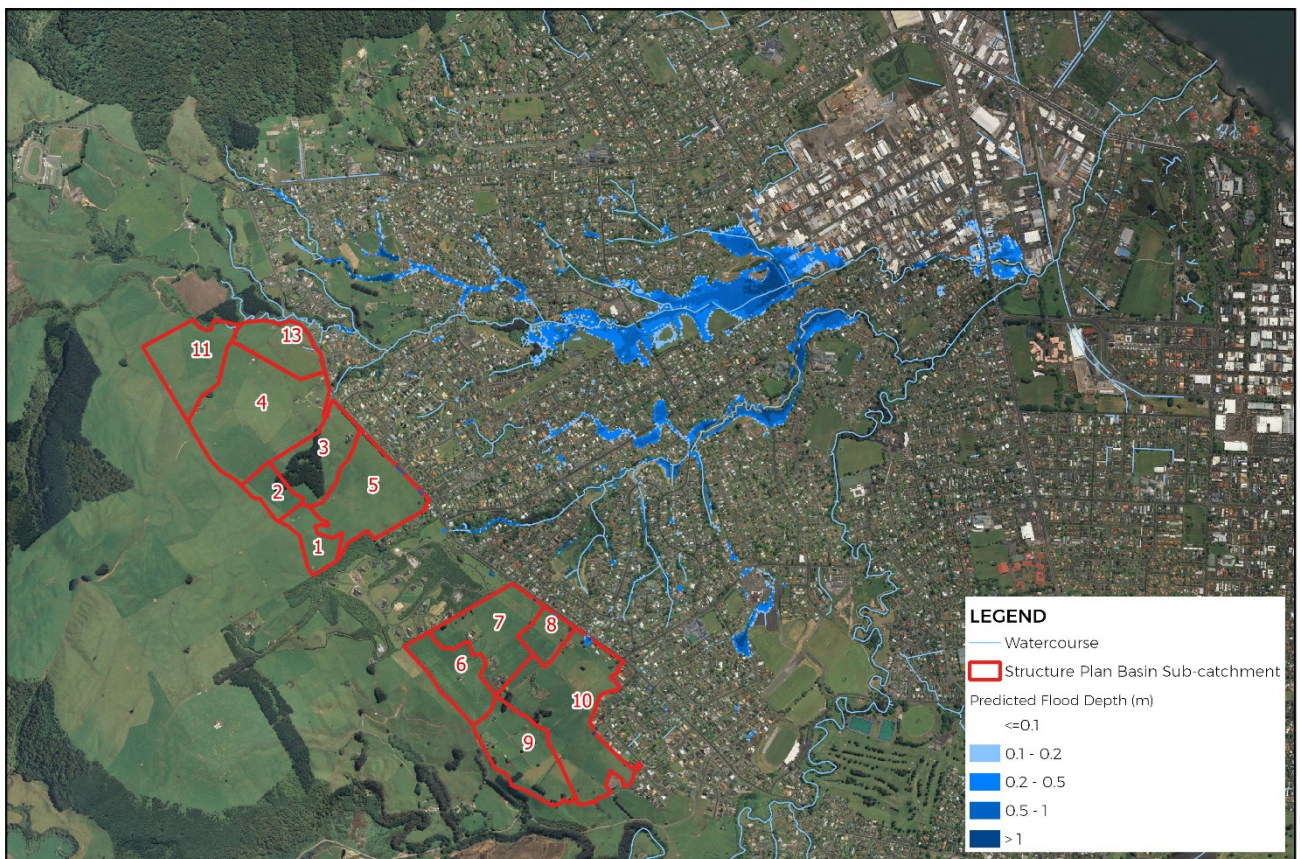 11
13
4
3
2
5
1
7
8
6
10
9
LEGEND
Watercourse
Structure Plan Basin Sub-catchment
Predicted Flood Depth (m)
<=0.1
0.1 - 0.2
0.2 - 0.5
0.5 - 1
> 1